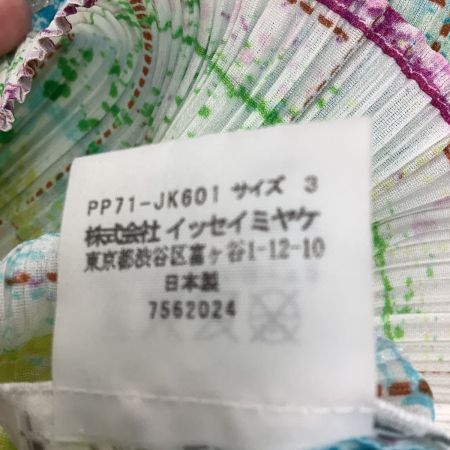 PP71-JK601 サイズ 3
株式会社 イッセイミヤケ
東京都渋谷区富ヶ谷1-12-10
日本製
7562024